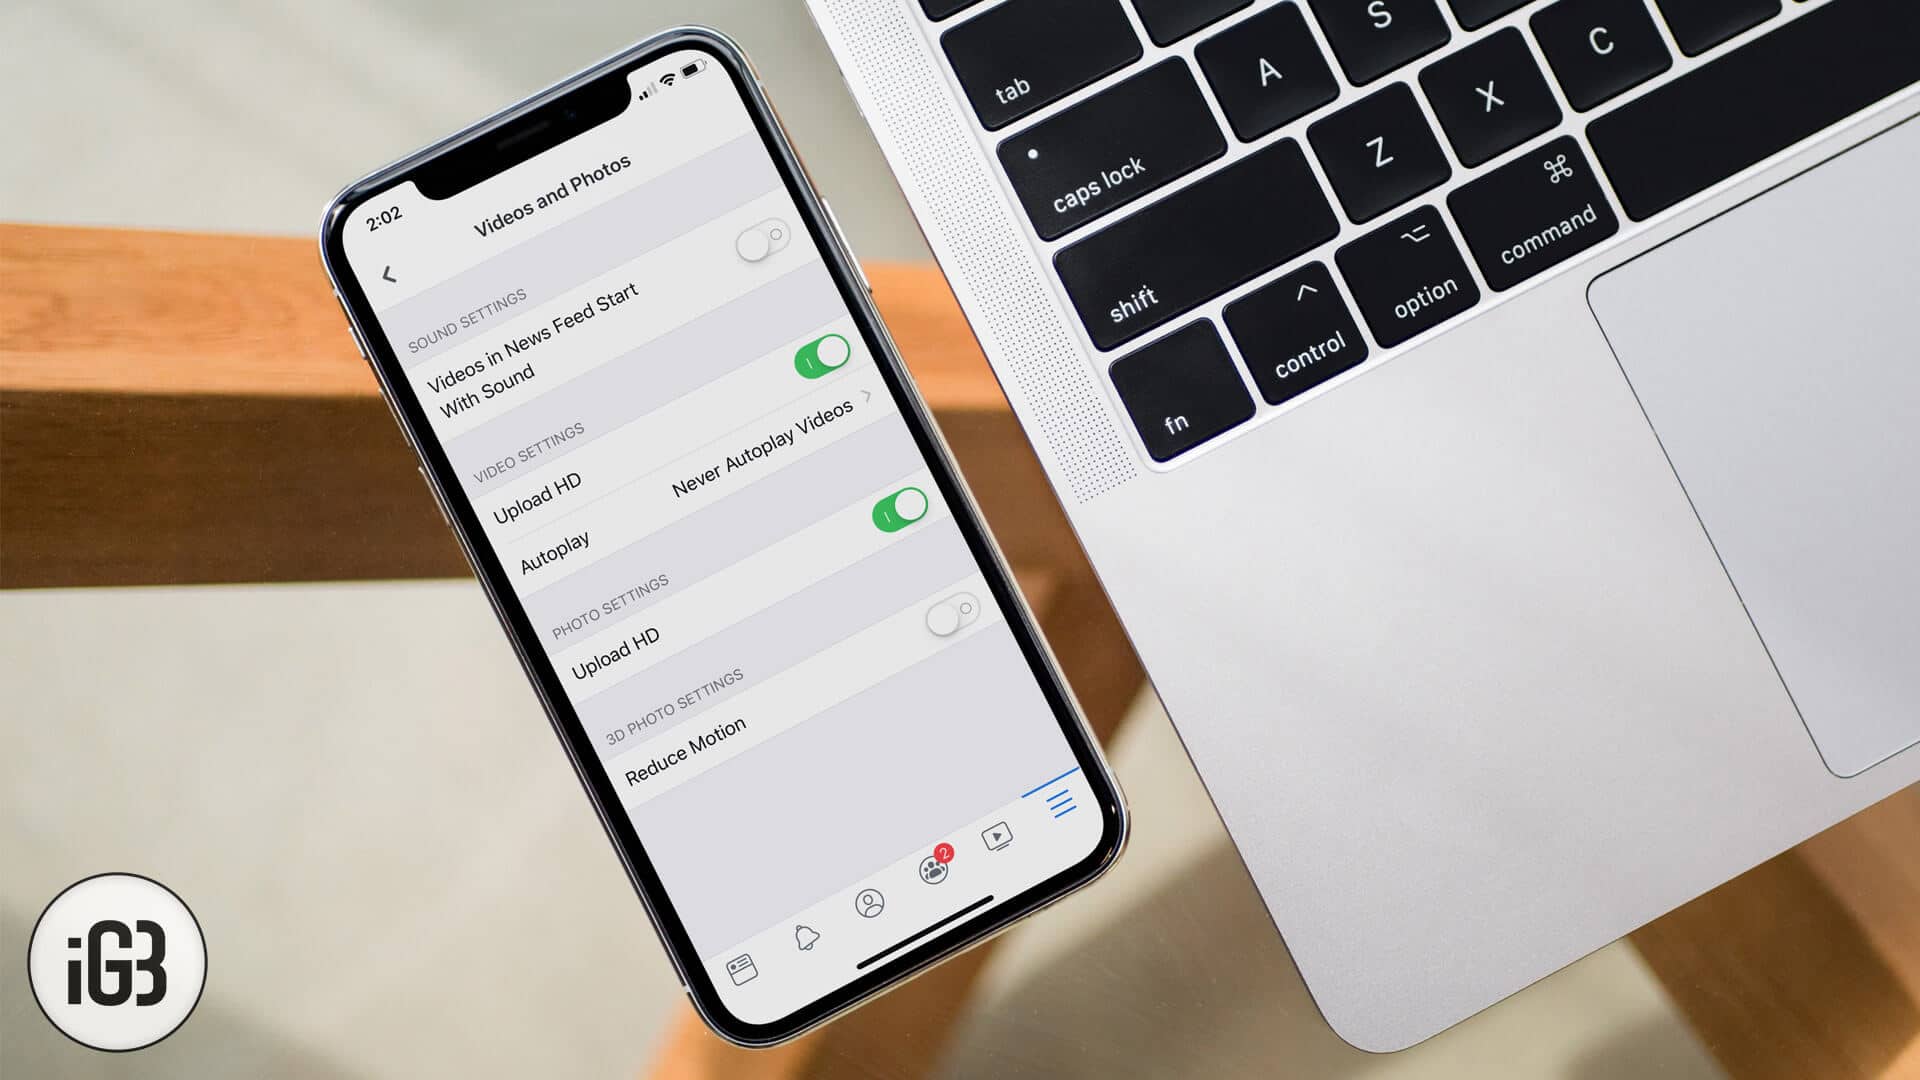 2:02
Videos and Photos
SOUND SETTINGS
Videos in News Feed Start
With Sound
VIDEO SETTINGS
Upload HD
Autoplay Never Autoplay Videos
PHOTO SETTINGS
Upload HD
3D PHOTO SETTINGS
Reduce Motion
2
tab
caps lock
A
S
shift
Z
X
C
fn
control
option
command
iGB